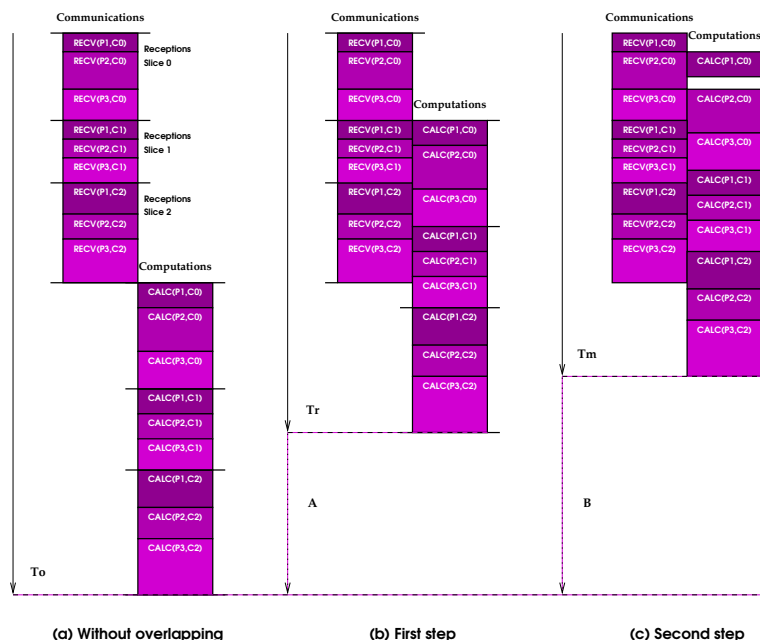 Communications
RECV(P1,C0)
RECV(P2,C0)
RECV(P3,C0)
RECV(P1,C1)
RECV(P2,C1)
RECV(P3,C1)
RECV(P1,C2)
RECV(P2,C2)
RECV(P3,C2)
Receptions
Slice 0
Receptions
Slice 1
Receptions
Slice 2
Computations
CALC(P1,C0)
CALC(P2,C0)
CALC(P3,C0)
CALC(P1,C1)
CALC(P2,C1)
CALC(P3,C1)
CALC(P1,C2)
CALC(P2,C2)
CALC(P3,C2)
To
(a) Without overlapping
Communications
RECV(P1,C0)
RECV(P2,C0)
RECV(P3,C0)
RECV(P1,C1)
RECV(P2,C1)
RECV(P3,C1)
RECV(P1,C2)
RECV(P2,C2)
RECV(P3,C2)
Computations
CALC(P1,C0)
CALC(P2,C0)
CALC(P3,C0)
CALC(P1,C1)
CALC(P2,C1)
CALC(P3,C1)
CALC(P1,C2)
CALC(P2,C2)
CALC(P3,C2)
Tr
A
(b) First step
Communications
RECV(P1,C0)
RECV(P2,C0)
RECV(P3,C0)
RECV(P1,C1)
RECV(P2,C1)
RECV(P3,C1)
RECV(P1,C2)
RECV(P2,C2)
RECV(P3,C2)
Computations
CALC(P1,C0)
CALC(P2,C0)
CALC(P3,C0)
CALC(P1,C1)
CALC(P2,C1)
CALC(P3,C1)
CALC(P1,C2)
CALC(P2,C2)
CALC(P3,C2)
Tm
B
(c) Second step